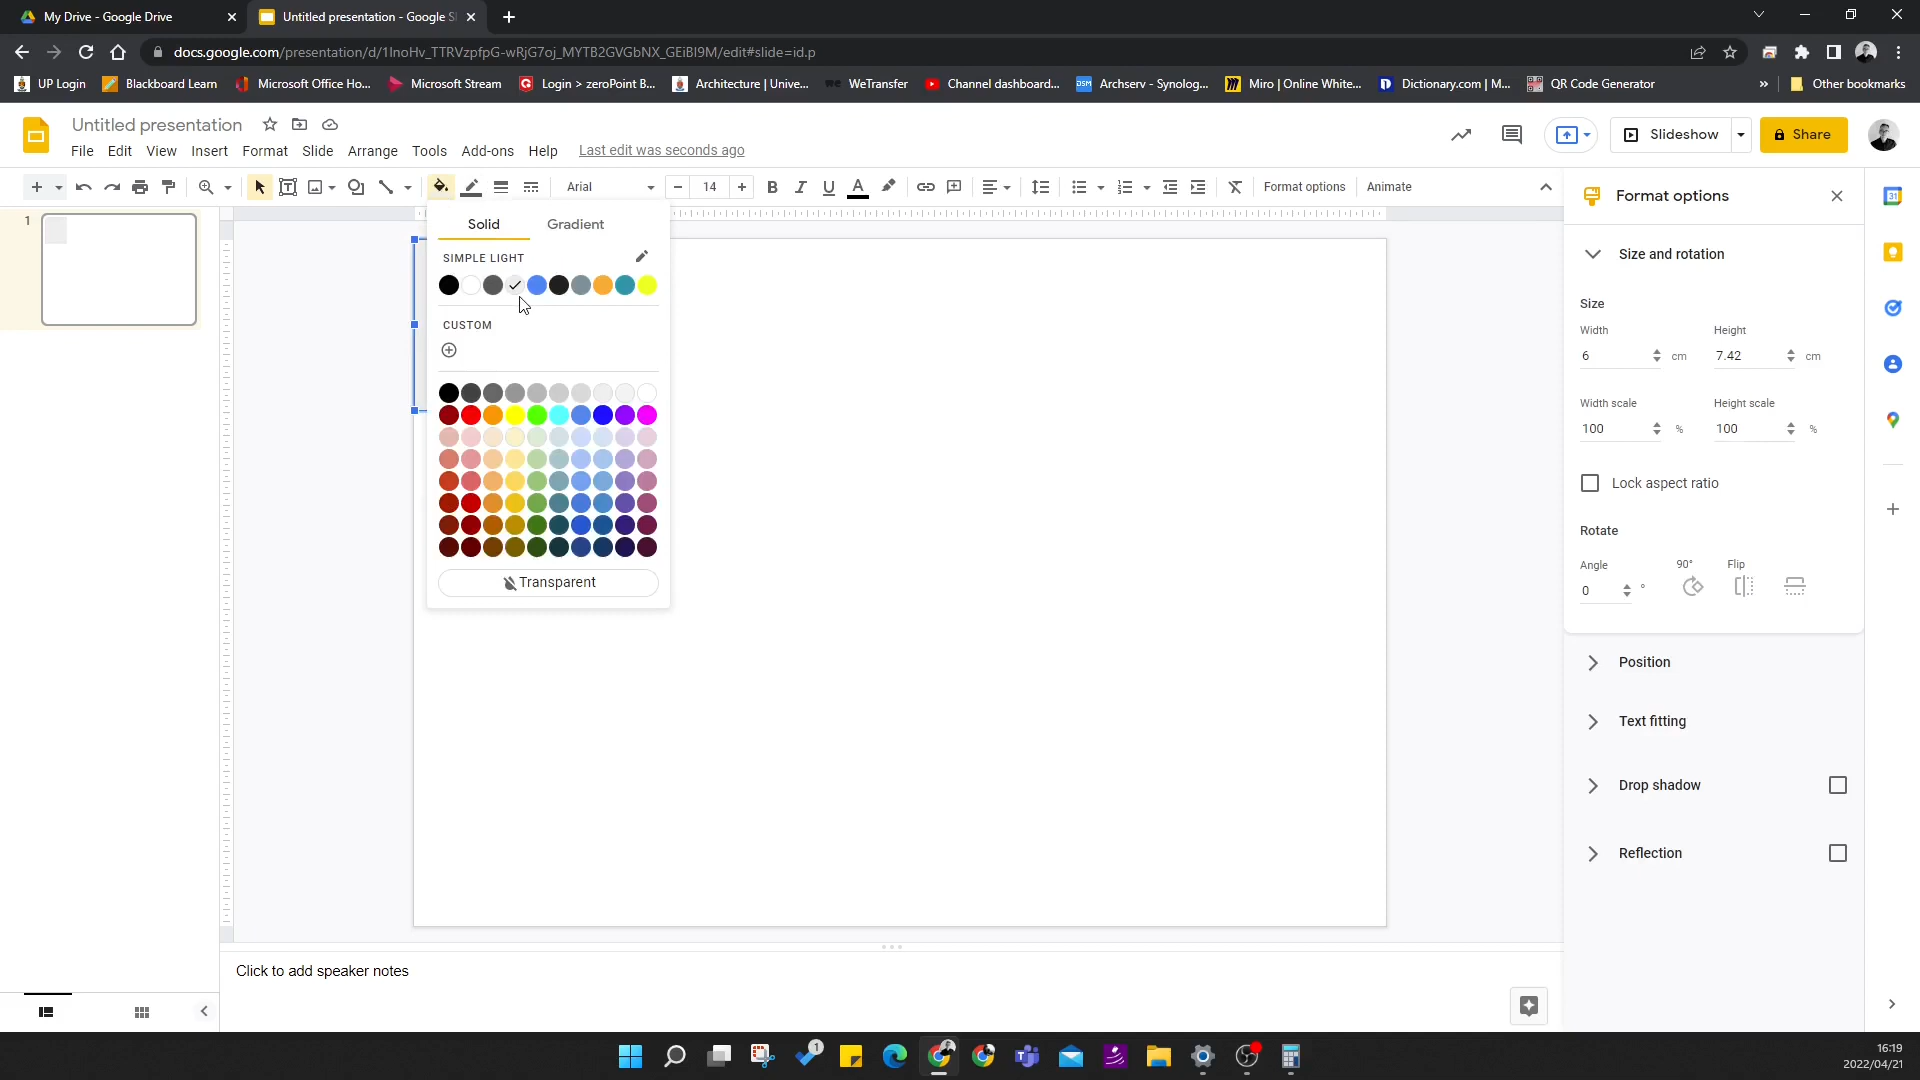 My Drive - Google Drive
Untitled presentation - Google Sl
docs.google.com/presentation/d/1InoHv_TTRVzpfpG-wRjG7oj_MYTB2GVGbNX_GEiBI9M/edit#slide=id.p
UP Login
Blackboard Learn
Microsoft Office Ho...
Microsoft Stream
Login > zeroPoint B...
Architecture | Unive...
WeTransfer
Channel dashboard...
Archserv - Synolog...
Miro | Online White...
Dictionary.com | M...
QR Code Generator
»
Other bookmarks
Untitled presentation
File Edit View Insert Format Slide Arrange Tools Add-ons Help Last edit was seconds ago
Slideshow
Share
Arial
14
B I U A
Format options
Animate
Format options
Solid
Gradient
SIMPLE LIGHT
CUSTOM
Transparent
1
Size and rotation
Size
Width Height
6 cm 7.42 cm
Width scale Height scale
100 % 100 %
Lock aspect ratio
Rotate
Angle 90° Flip
0 °
Position
Text fitting
Drop shadow
Reflection
31
Click to add speaker notes
1
16:19
2022/04/21